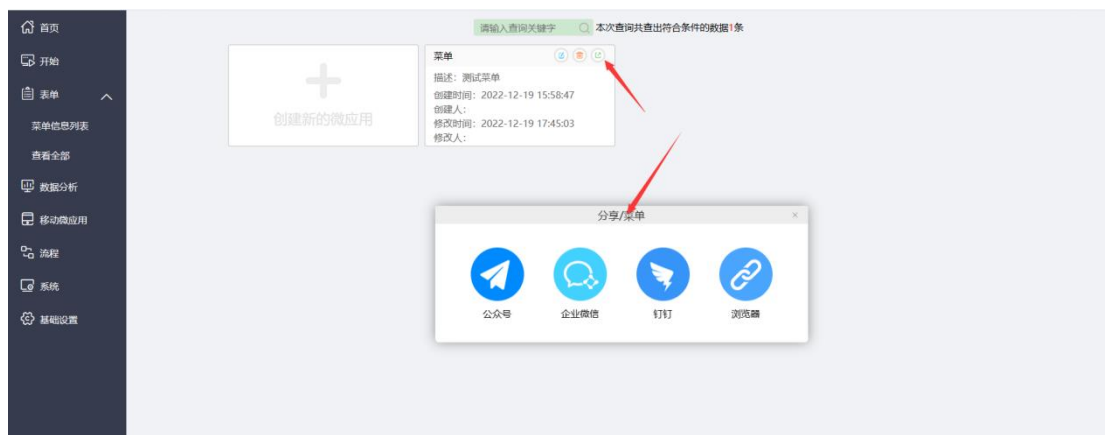 首页
开始
表单
菜单信息列表
查看全部
数据分析
移动微应用
流程
系统
基础设置
请输入查询关键字 本次查询共查出符合条件的数据1条
创建新的微应用
菜单
描述：测试菜单
创建时间：2022-12-19 15:58:47
创建人：
修改时间：2022-12-19 17:45:03
修改人：
分享/菜单 ×
公众号 企业微信 钉钉 浏览器